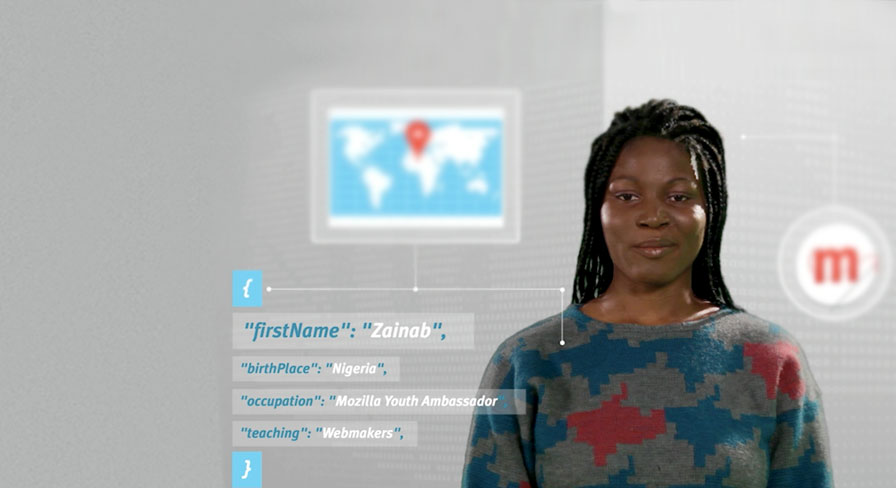 m
{
"firstName": "Zainab",
"birthPlace": "Nigeria",
"occupation": "Mozilla Youth Ambassador
"teaching": "Webmakers",
}